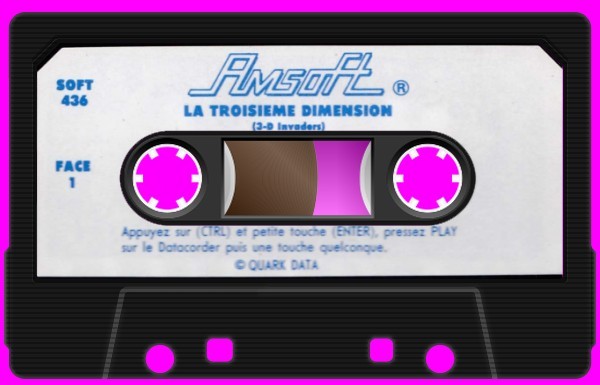 Amsoft ®
SOFT
436
LA TROISIEME DIMENSION
(3-D Invaders)
FACE
1
Appuyez sur (CTRL) et petite touche (ENTER), pressez PLAY
sur le Datacorder puis une touche quelconque.
© QUARK DATA